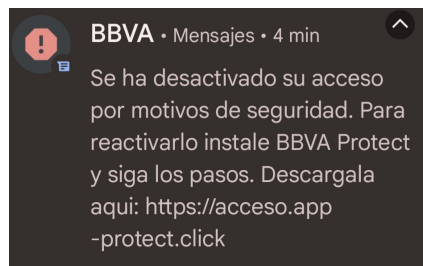 BBVA • Mensajes • 4 min
Se ha desactivado su acceso
por motivos de seguridad. Para
reactivarlo instale BBVA Protect
y siga los pasos. Descargala
aqui: https://acceso.app
-protect.click